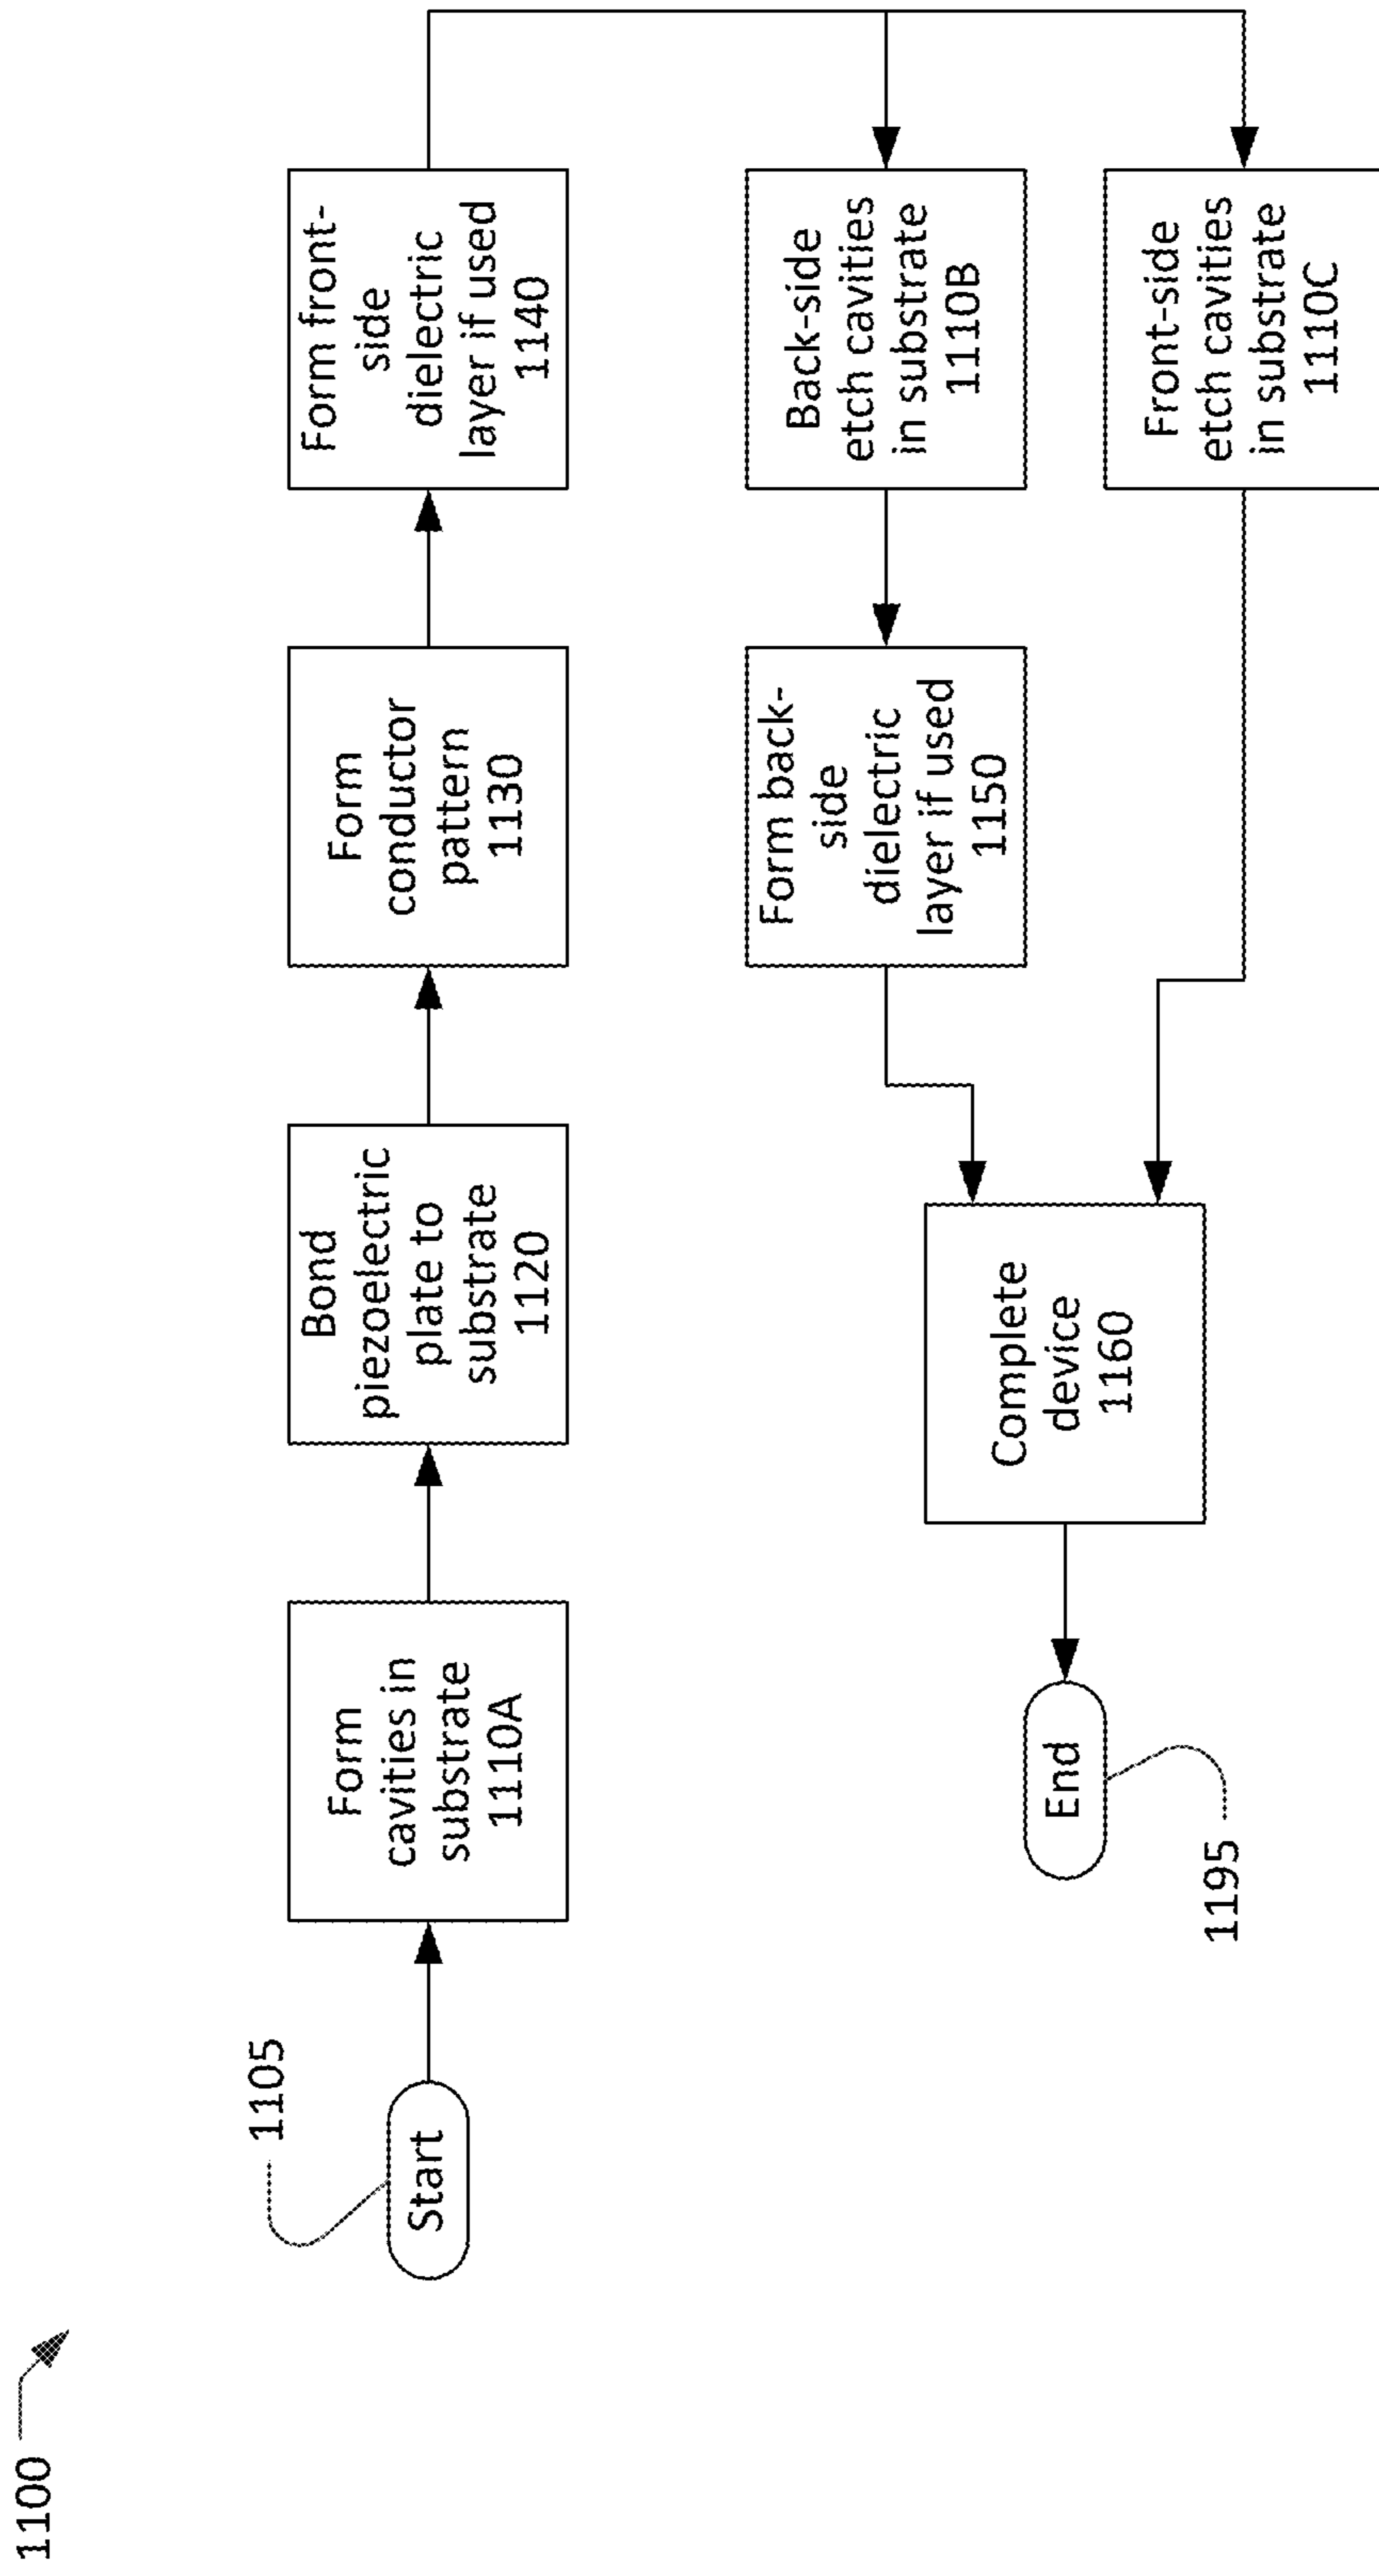 1100
1105
Start
Form
cavities in
substrate
1110A
Bond
piezoelectric
plate to
substrate
1120
Form
conductor
pattern
1130
Form front-
side
dielectric
layer if used
1140
Back-side
etch cavities
in substrate
1110B
Form back-
side
dielectric
layer if used
1150
Front-side
etch cavities
in substrate
1110C
Complete
device
1160
End
1195